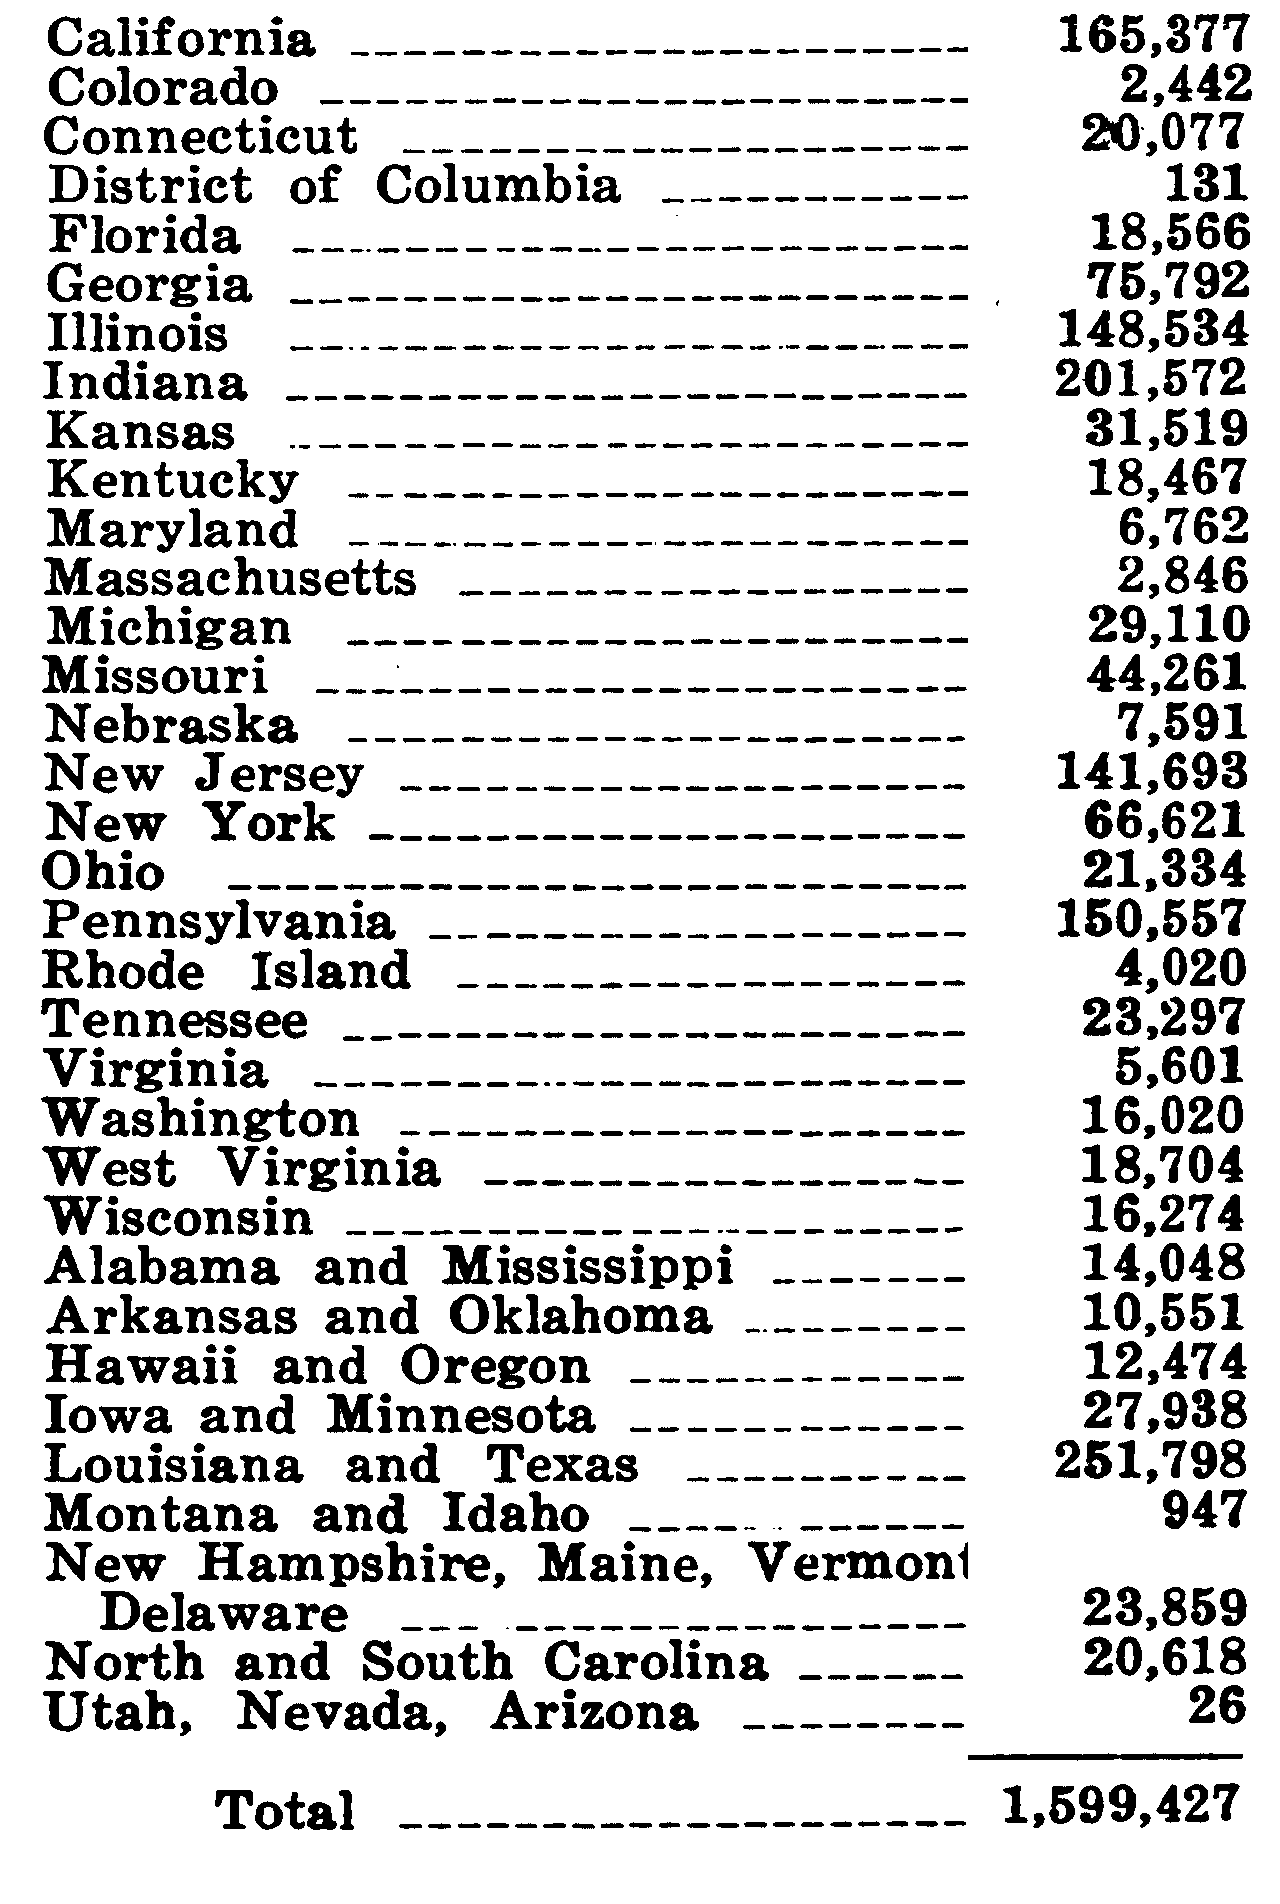 California 165,377
Colorado 2,442
Connecticut 20,077
District of Columbia 131
Florida 18,566
Georgia 75,792
Illinois 148,534
Indiana 201,572
Kansas 31,519
Kentucky 18,467
Maryland 6,762
Massachusetts 2,846
Michigan 29,110
Missouri 44,261
Nebraska 7,591
New Jersey 141,693
New York 66,621
Ohio 21,334
Pennsylvania 150,557
Rhode Island 4,020
Tennessee 23,297
Virginia 5,601
Washington 16,020
West Virginia 18,704
Wisconsin 16,274
Alabama and Mississippi 14,048
Arkansas and Oklahoma 10,551
Hawaii and Oregon 12,474
Iowa and Minnesota 27,938
Louisiana and Texas 251,798
Montana and Idaho 947
New Hampshire, Maine, Vermont
Delaware 23,859
North and South Carolina 20,618
Utah, Nevada, Arizona 26
Total 1,599,427